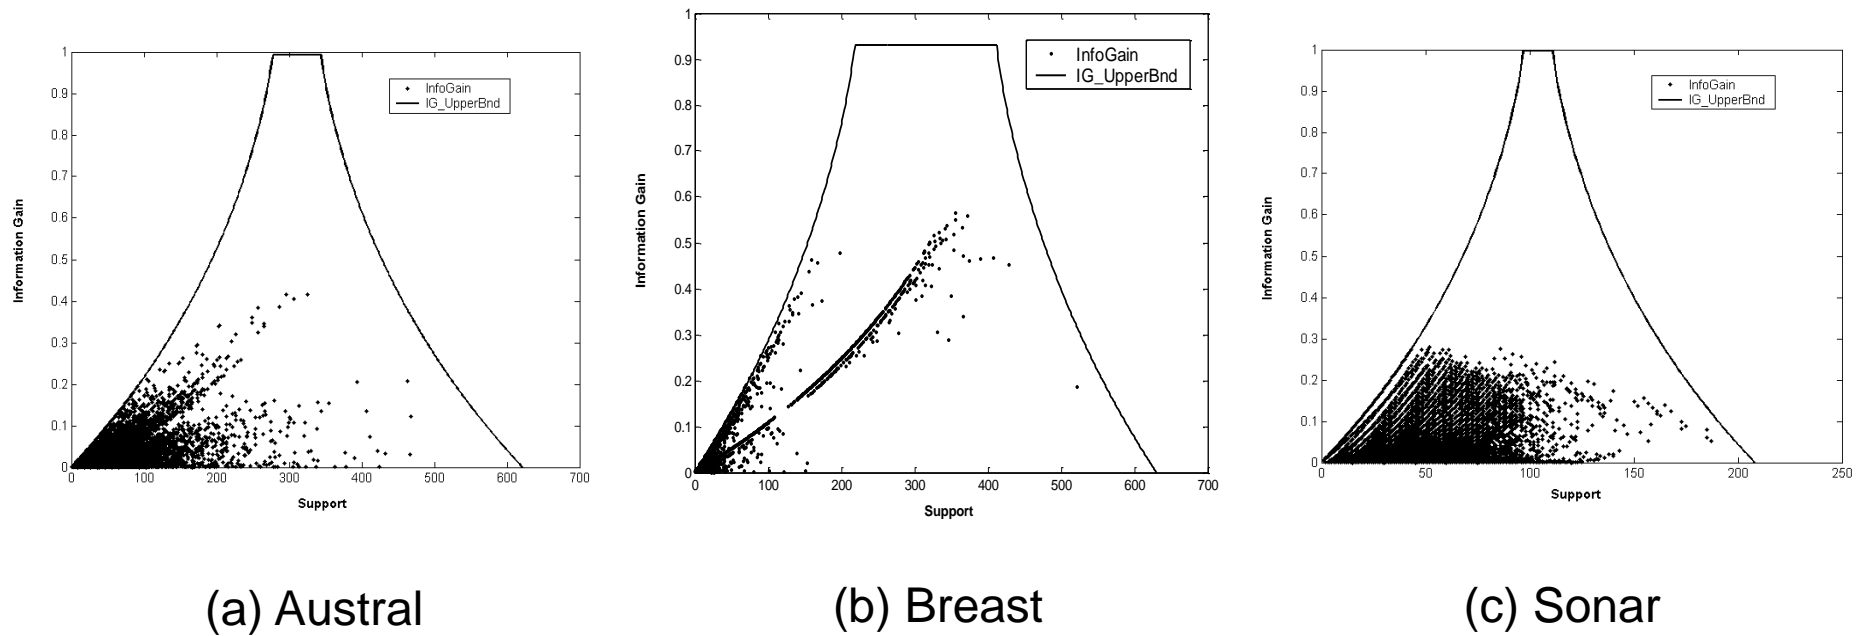 1
0.9
0.8
0.7
0.6
0.5
0.4
0.3
0.2
0.1
0
0 100 200 300 400 500 600 700
Information Gain
Support
InfoGain
IG_UpperBnd
(a) Austral
1
0.9
0.8
0.7
0.6
0.5
0.4
0.3
0.2
0.1
0
0 100 200 300 400 500 600 700
Information Gain
Support
InfoGain
IG_UpperBnd
(b) Breast
1
0.9
0.8
0.7
0.6
0.5
0.4
0.3
0.2
0.1
0
0 50 100 150 200 250
Information Gain
Support
InfoGain
IG_UpperBnd
(c) Sonar